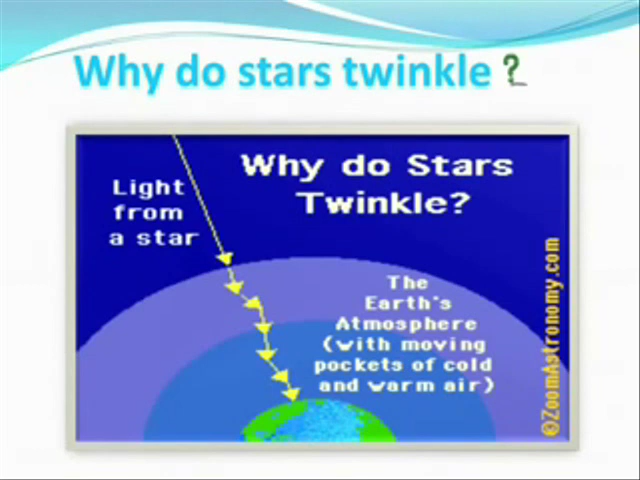 Why do stars twinkle ?
Why do Stars
Twinkle?
Light
from
a star
The
Earth's
Atmosphere
(with moving
pockets of cold
and warm air)
©ZoomAstronomy.com